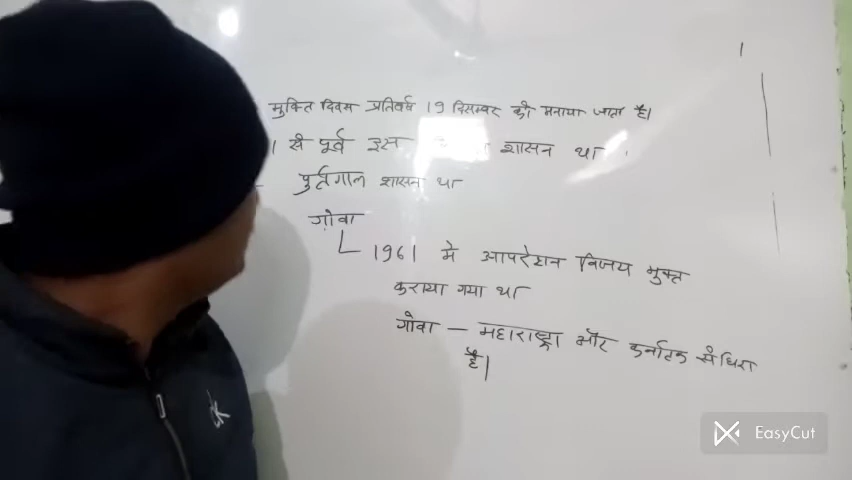 मुक्ति दिवस प्रतिवर्ष 19 दिसम्बर को मनाया जाता है।
से पूर्व इस शासन था
पुर्तगाल शासन था
गोवा
1961 मे आपरेशन विजय मुक्त
कराया गया था
गोवा — महाराष्ट्रा और कर्नाटक से घिरा
है।
EasyCut